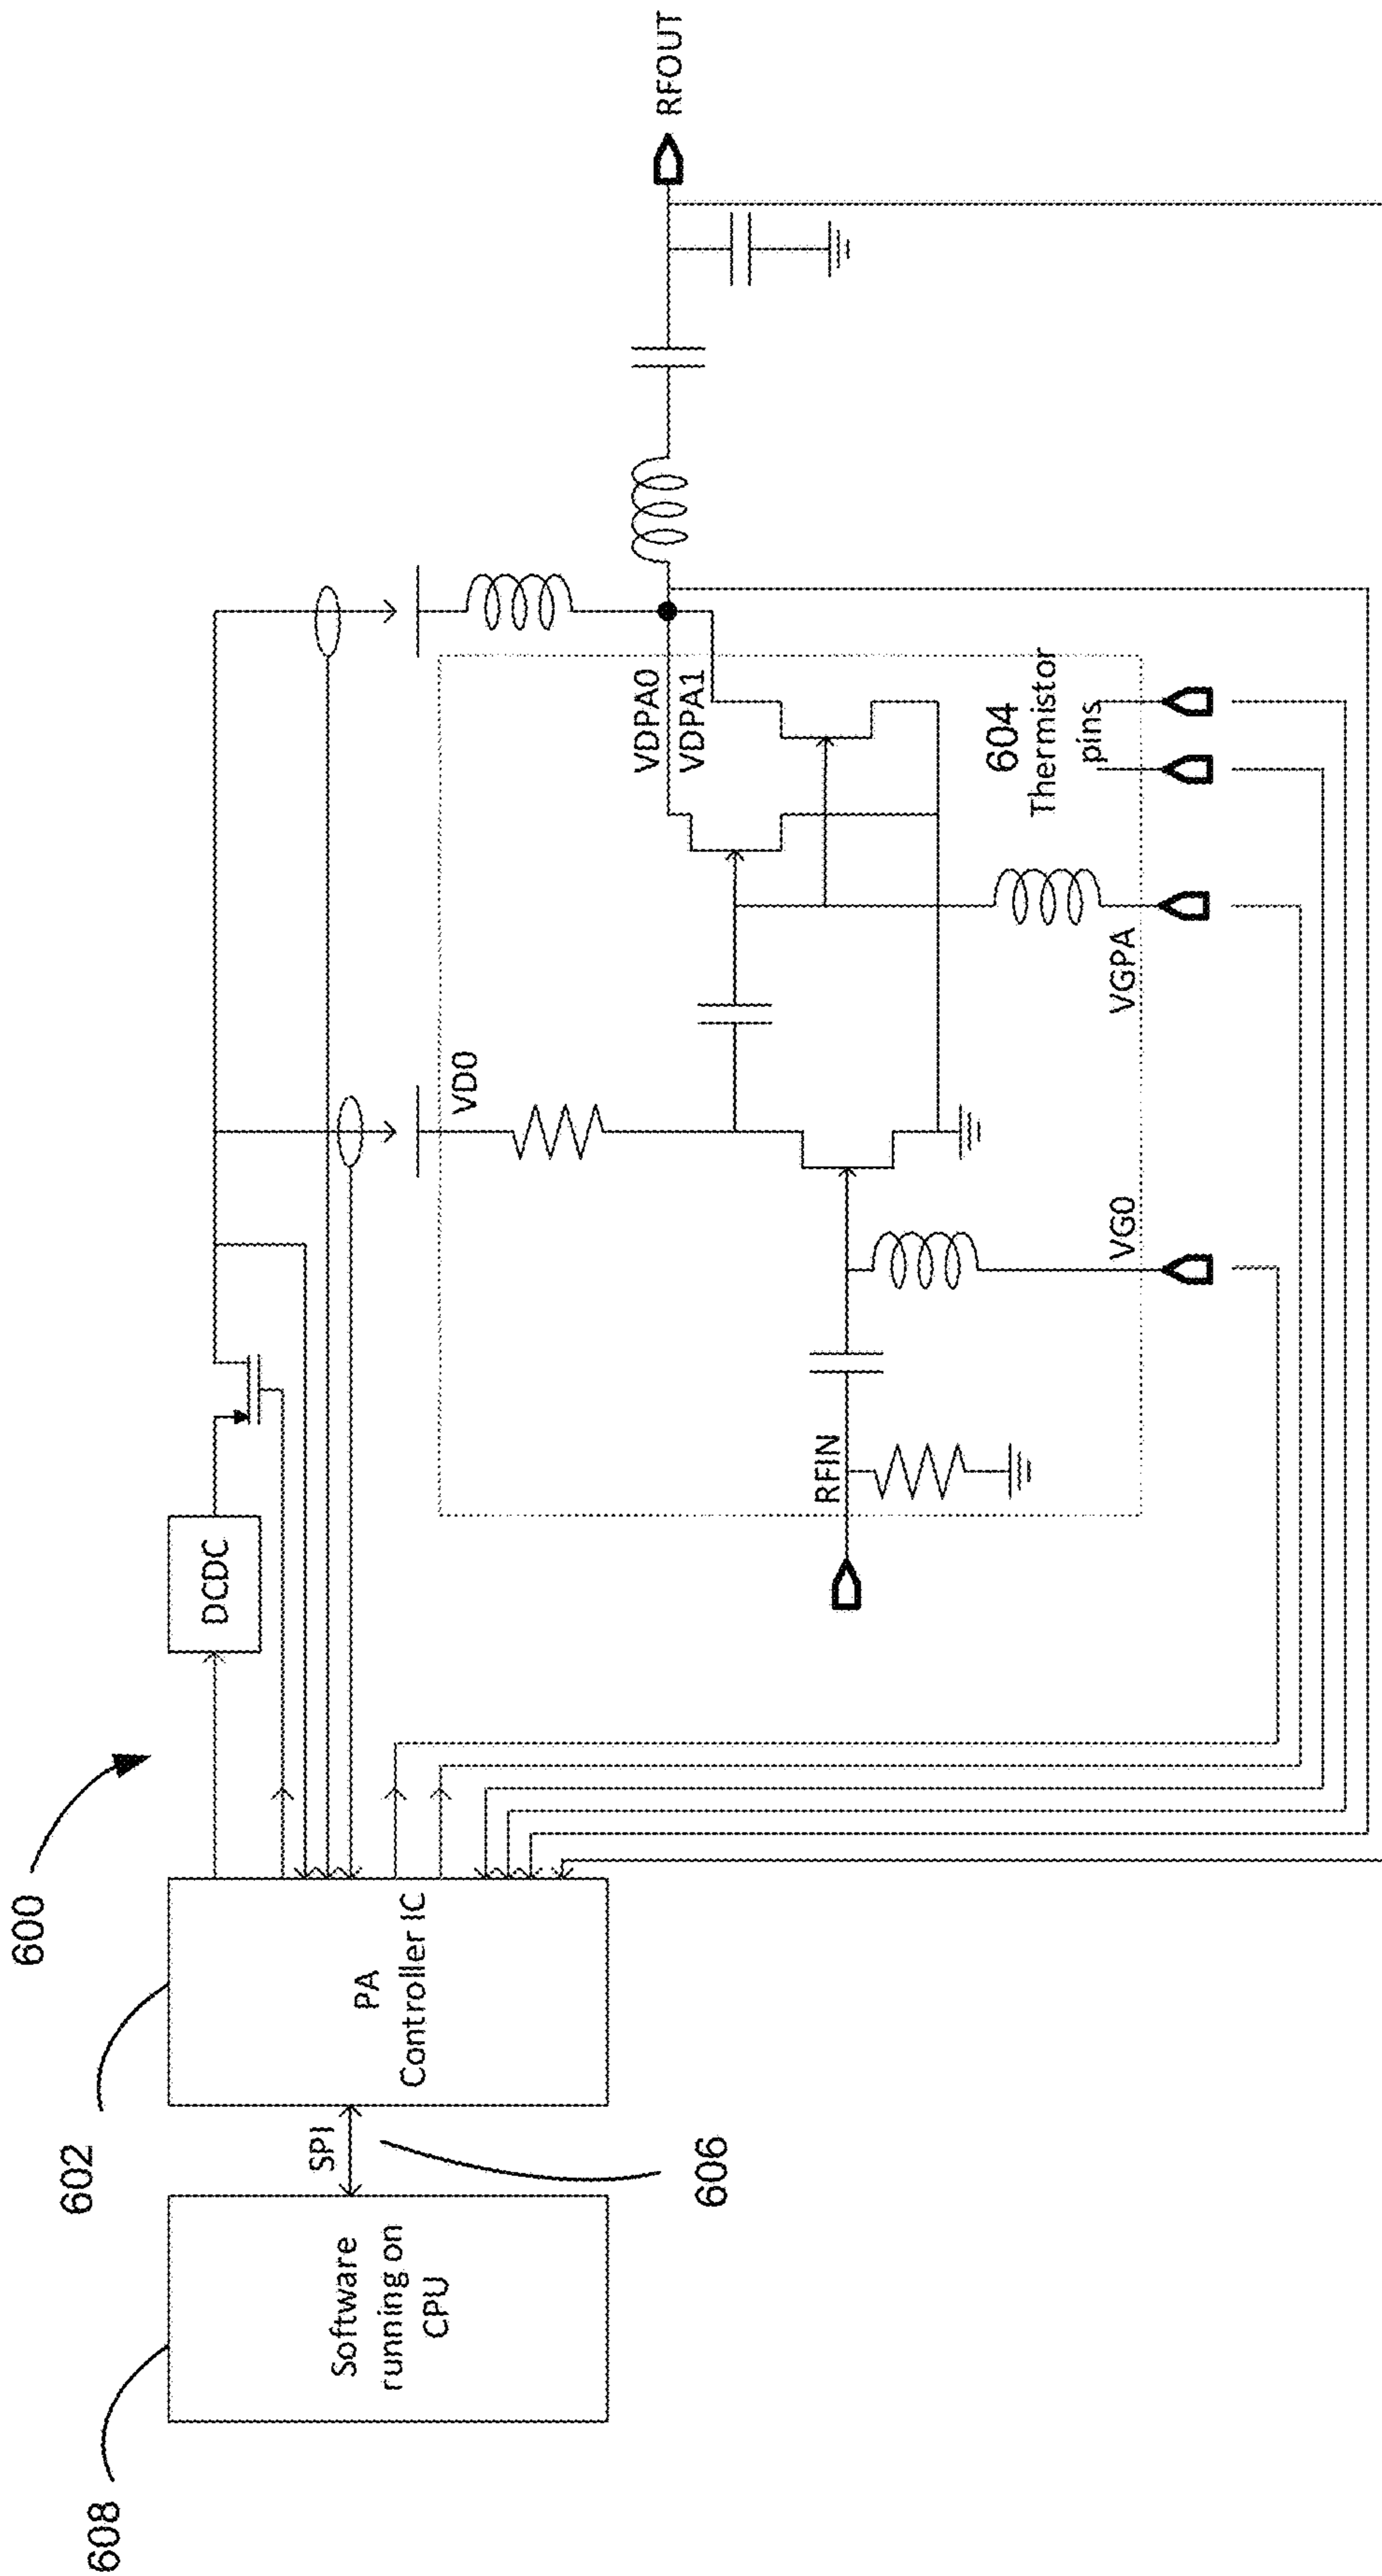 600
602
608
606
Software
running on
CPU
SPI
PA
Controller IC
DCDC
RFIN
VG0
VD0
VGPA
VDPA0
VDPA1
604
Thermistor
pins
RFOUT